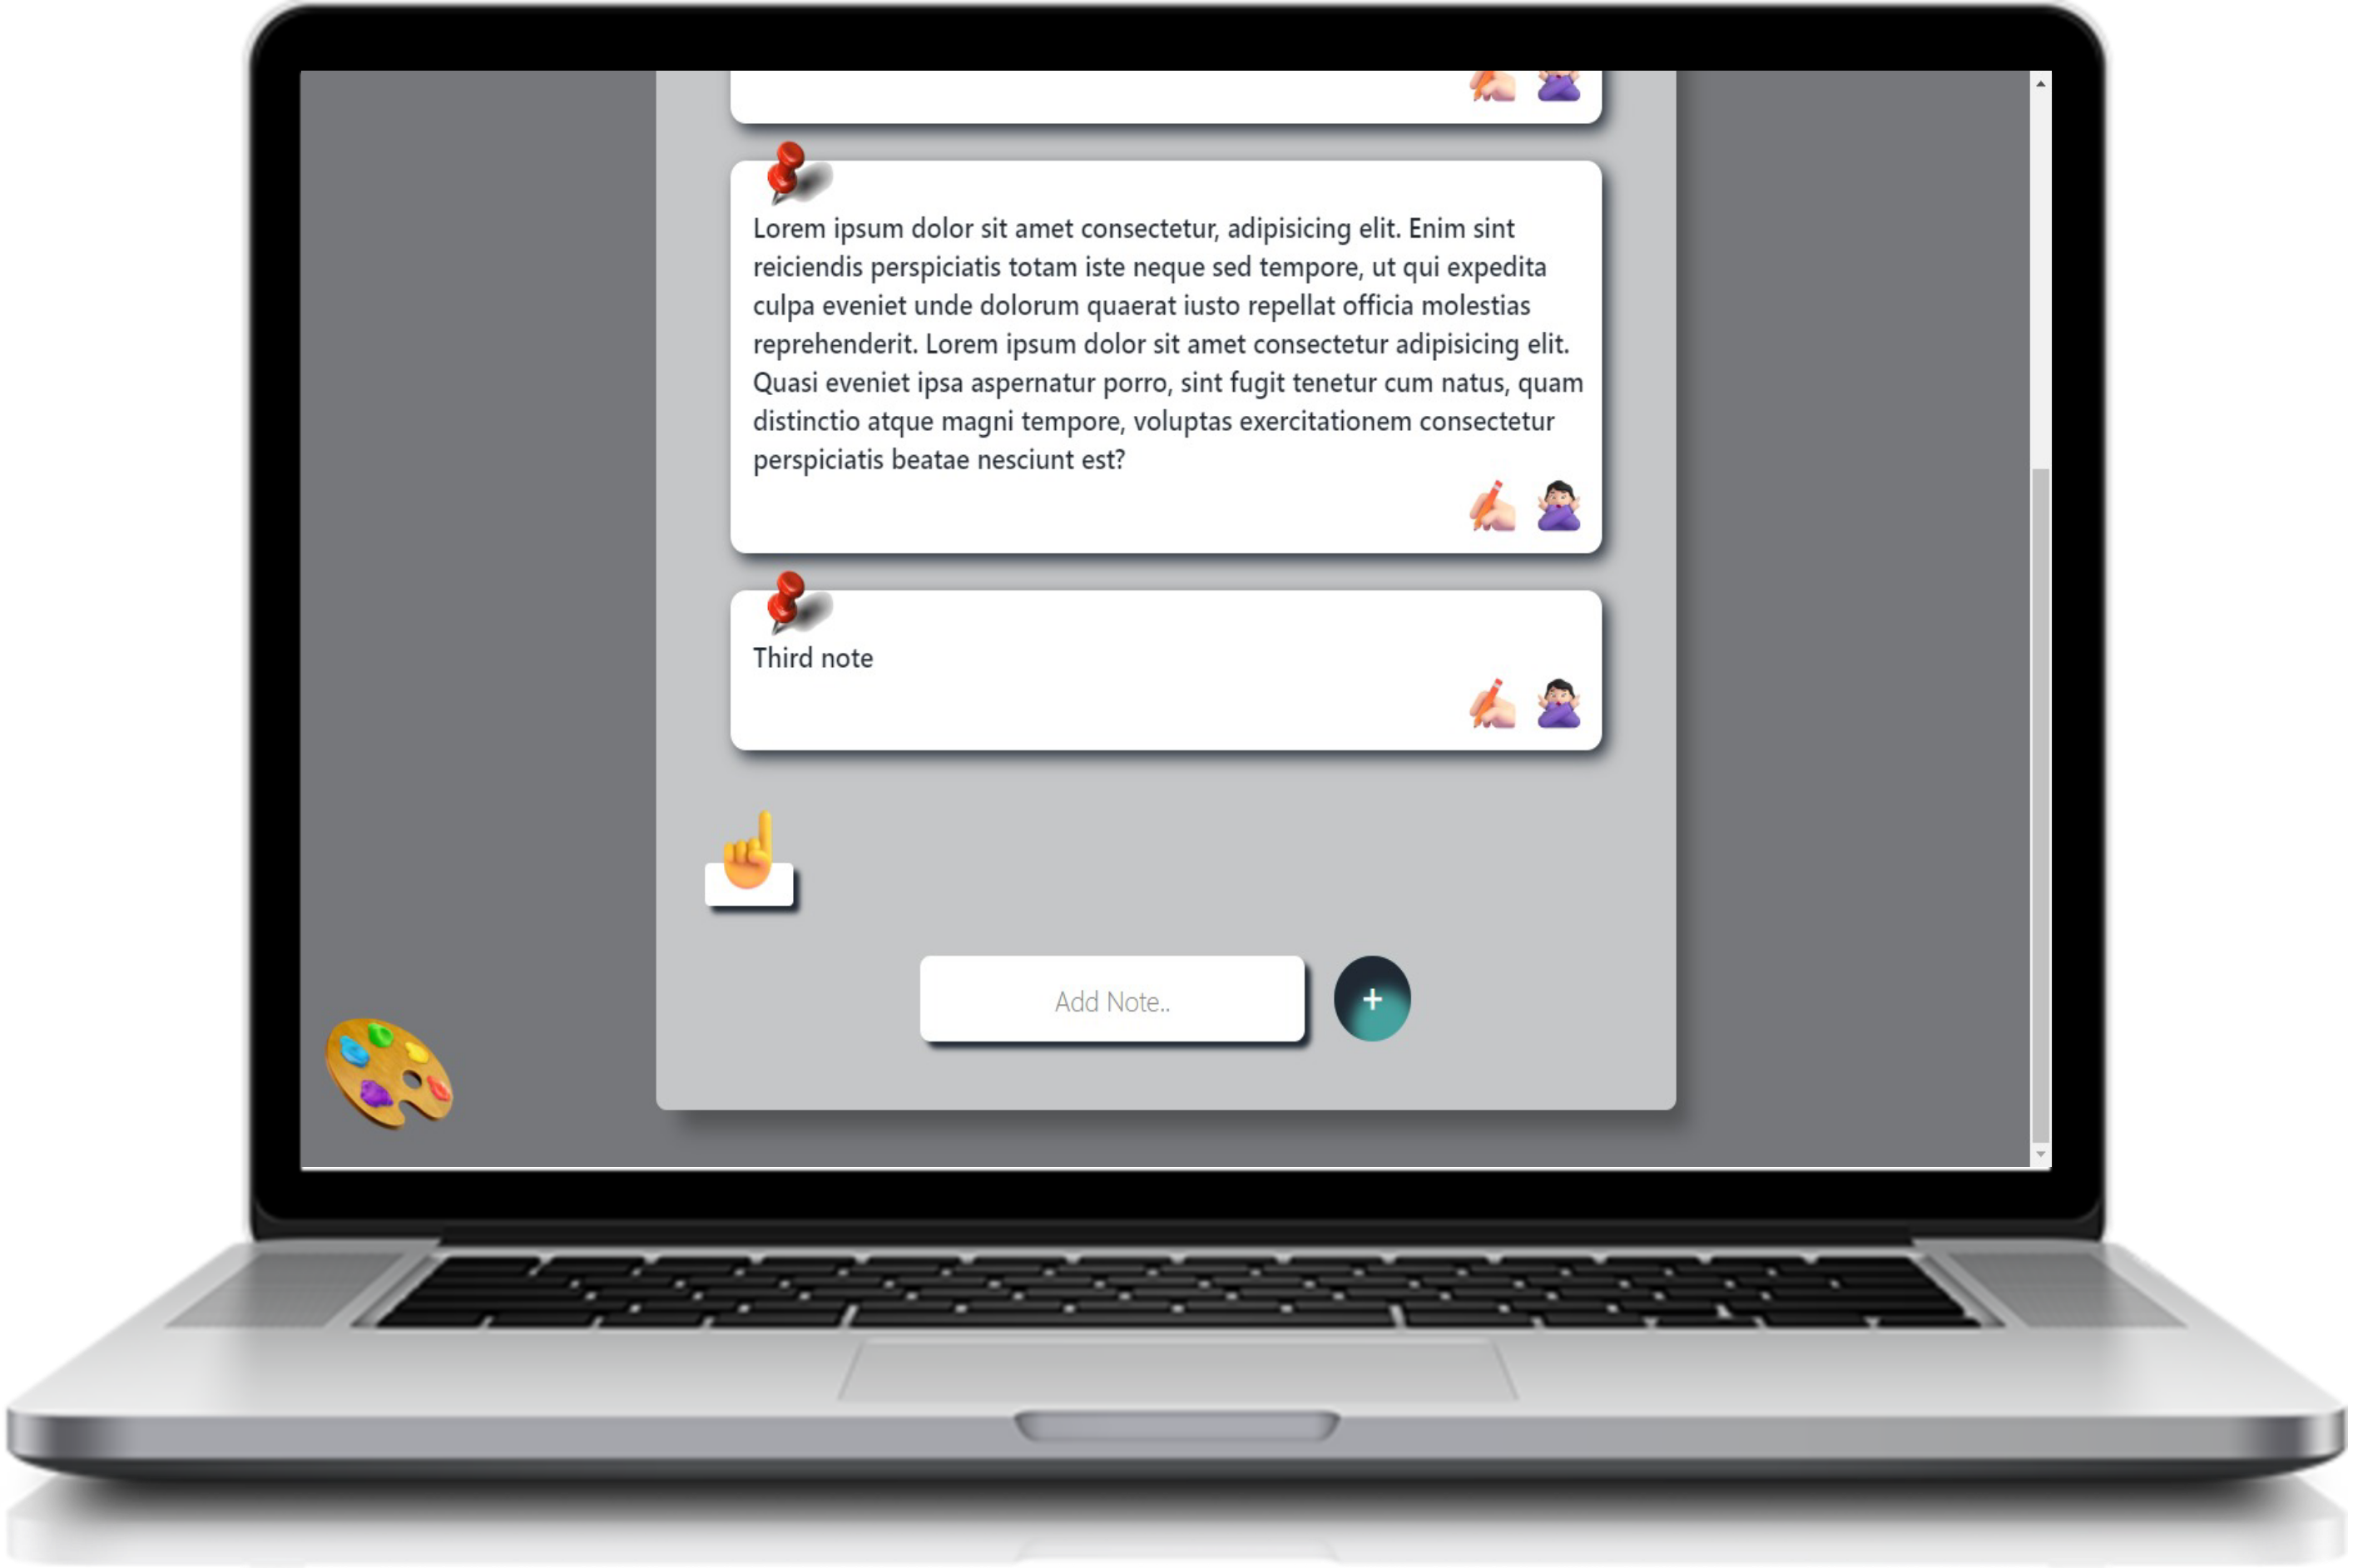 Lorem ipsum dolor sit amet consectetur, adipisicing elit. Enim sint
reiciendis perspiciatis totam iste neque sed tempore, ut qui expedita
culpa eveniet unde dolorum quaerat iusto repellat officia molestias
reprehenderit. Lorem ipsum dolor sit amet consectetur adipisicing elit.
Quasi eveniet ipsa aspernatur porro, sint fugit tenetur cum natus, quam
distinctio atque magni tempore, voluptas exercitationem consectetur
perspiciatis beatae nesciunt est?
Third note
Add Note..
+